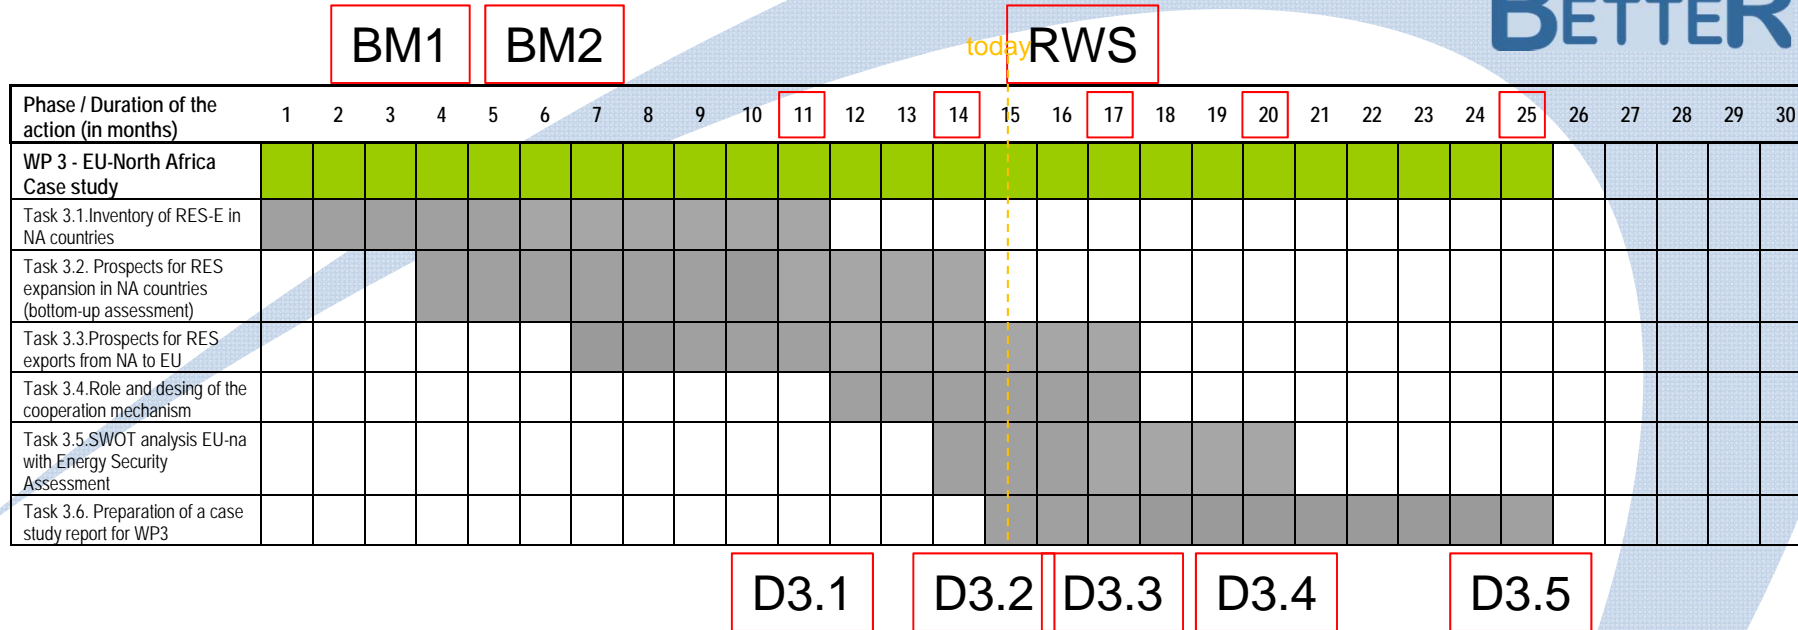 BETTER
BM1 BM2 today RWS
Phase / Duration of the
action (in months) 1 2 3 4 5 6 7 8 9 10 11 12 13 14 15 16 17 18 19 20 21 22 23 24 25 26 27 28 29 30
WP 3 - EU-North Africa
Case study
Task 3.1.Inventory of RES-E in
NA countries
Task 3.2. Prospects for RES
expansion in NA countries
(bottom-up assessment)
Task 3.3.Prospects for RES
exports from NA to EU
Task 3.4.Role and desing of the
cooperation mechanism
Task 3.5.SWOT analysis EU-na
with Energy Security
Assessment
Task 3.6. Preparation of a case
study report for WP3
D3.1 D3.2 D3.3 D3.4 D3.5